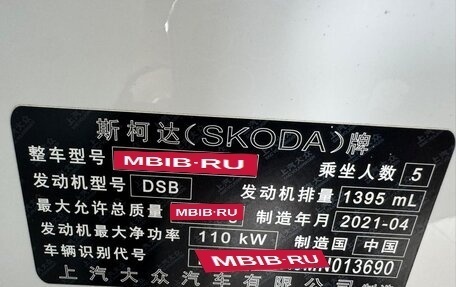 斯柯达(SKODA)牌
整车型号 MBIB·RU 乘坐人数 5
发动机型号 DSB 发动机排量 1395 mL
最大允许总质量 MBIB·RU 制造年月 2021-04
发动机最大净功率 110 kW 制造国 中国
车辆识别代号 MBIB·RU MN013690
上汽大众汽车有限公司制造